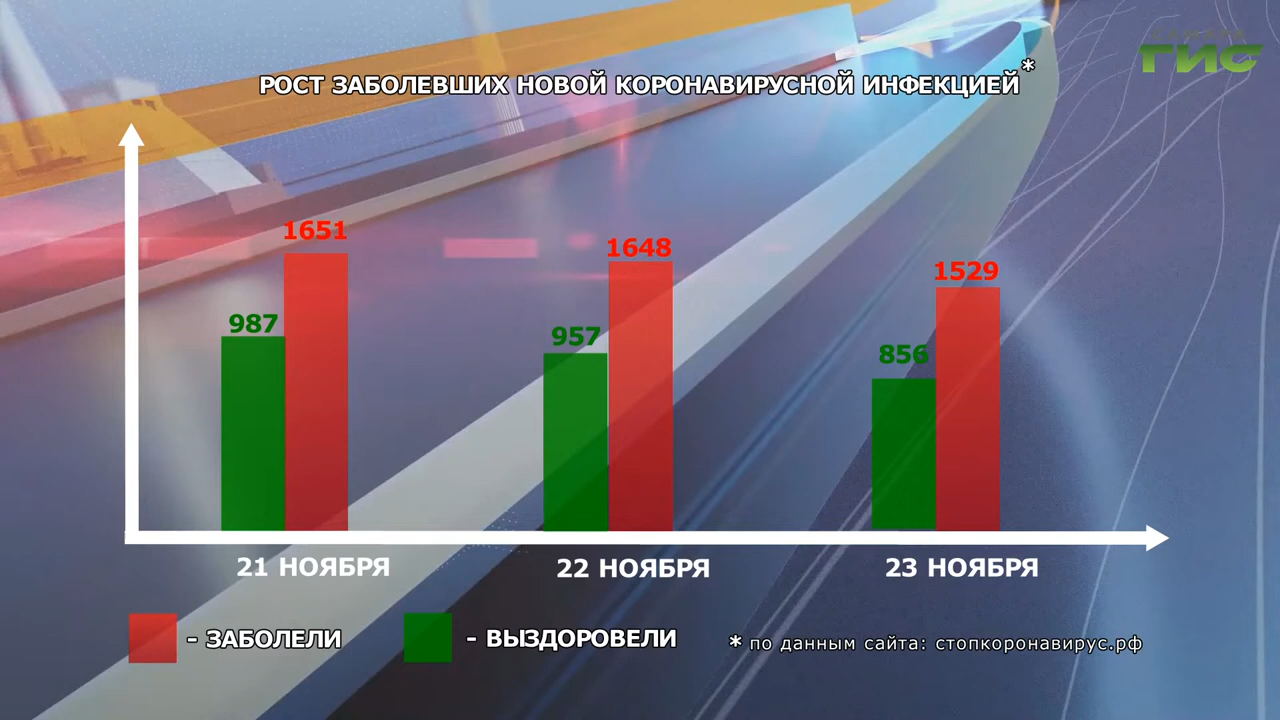 САМАРА
ГИС
РОСТ ЗАБОЛЕВШИХ НОВОЙ КОРОНАВИРУСНОЙ ИНФЕКЦИЕЙ*
1651
987
1648
957
1529
856
21 НОЯБРЯ
22 НОЯБРЯ
23 НОЯБРЯ
- ЗАБОЛЕЛИ
- ВЫЗДОРОВЕЛИ
* по данным сайта: стопкоронавирус.рф